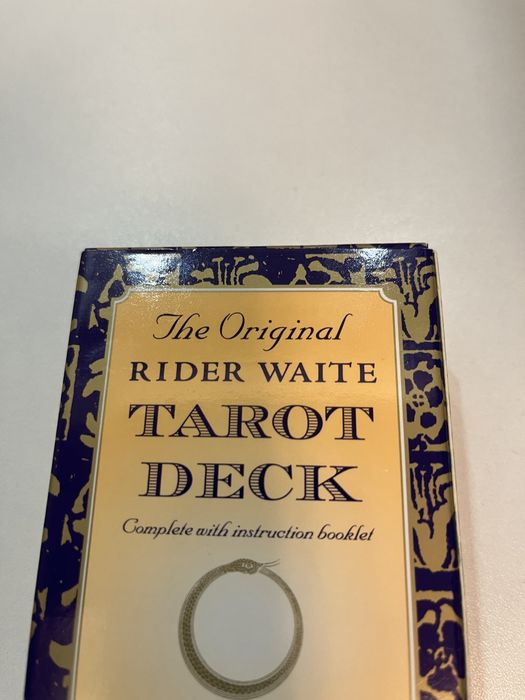 The Original
RIDER WAITE
TAROT
DECK
Complete with instruction booklet